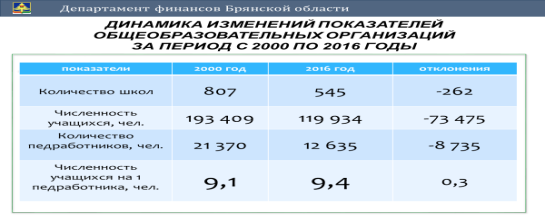 Департамент финансов Брянской области
ДИНАМИКА ИЗМЕНЕНИЙ ПОКАЗАТЕЛЕЙ
ОБЩЕОБРАЗОВАТЕЛЬНЫХ ОРГАНИЗАЦИЙ
ЗА ПЕРИОД С 2000 ПО 2016 ГОДЫ
показатели 2000 год 2016 год отклонения
Количество школ 807 545 -262
Численность
учащихся, чел. 193 409 119 934 -73 475
Количество
педработников, чел. 21 370 12 635 -8 735
Численность
учащихся на 1 9,1 9,4 0,3
педработника, чел.